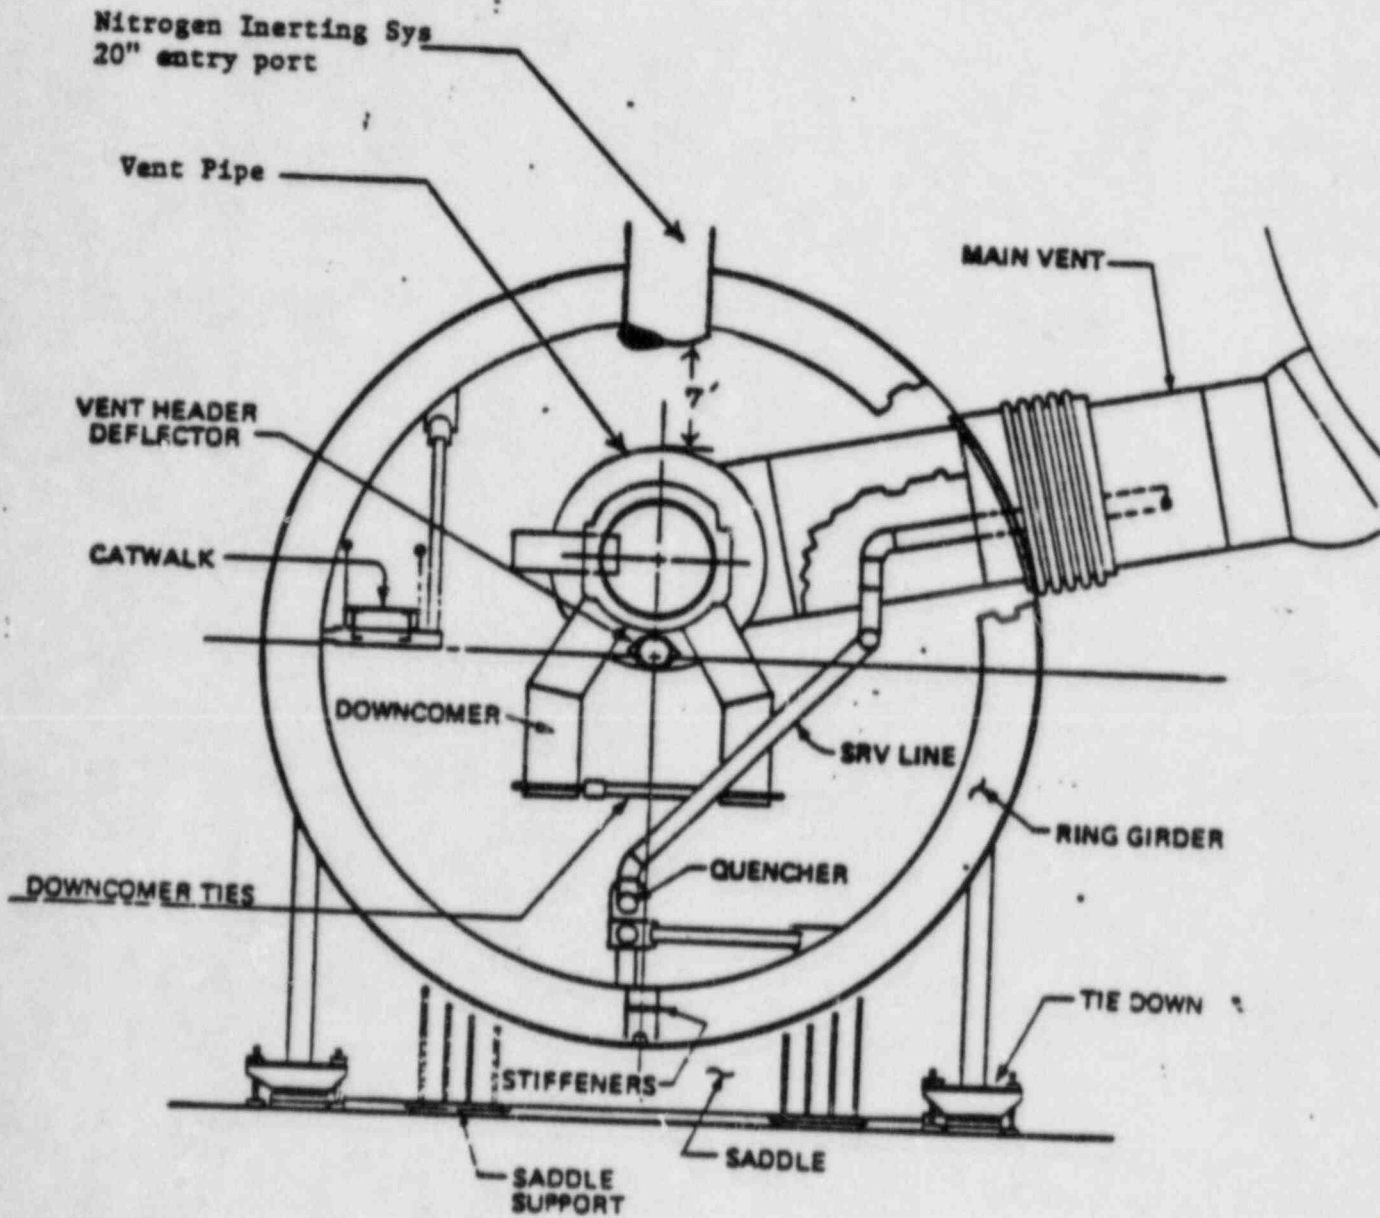 Nitrogen Inerting Sys
20" entry port
Vent Pipe
MAIN VENT
7'
VENT HEADER
DEFLECTOR
CATWALK
DOWNCOMER
SRV LINE
RING GIRDER
QUENCHER
DOWNCOMER TIES
TIE DOWN
STIFFENERS
SADDLE
SADDLE
SUPPORT